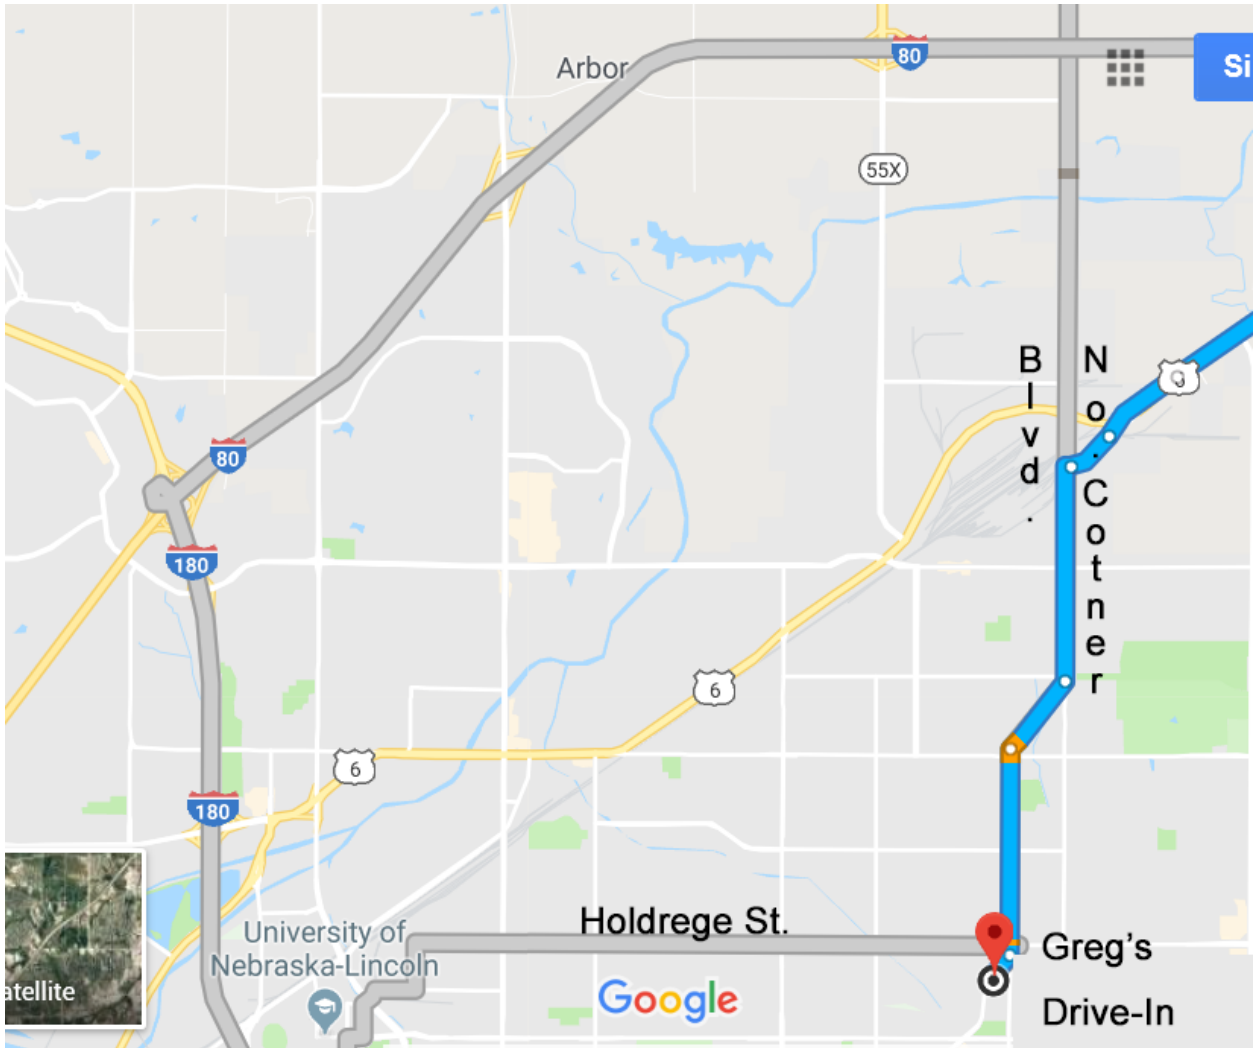 80
Si
Arbor
55X
B
l
v
d
.
N
o
.
C
o
t
n
e
r
80
180
6
6
180
Holdrege St.
University of
Nebraska-Lincoln
Greg's
Drive-In
Google
atellite